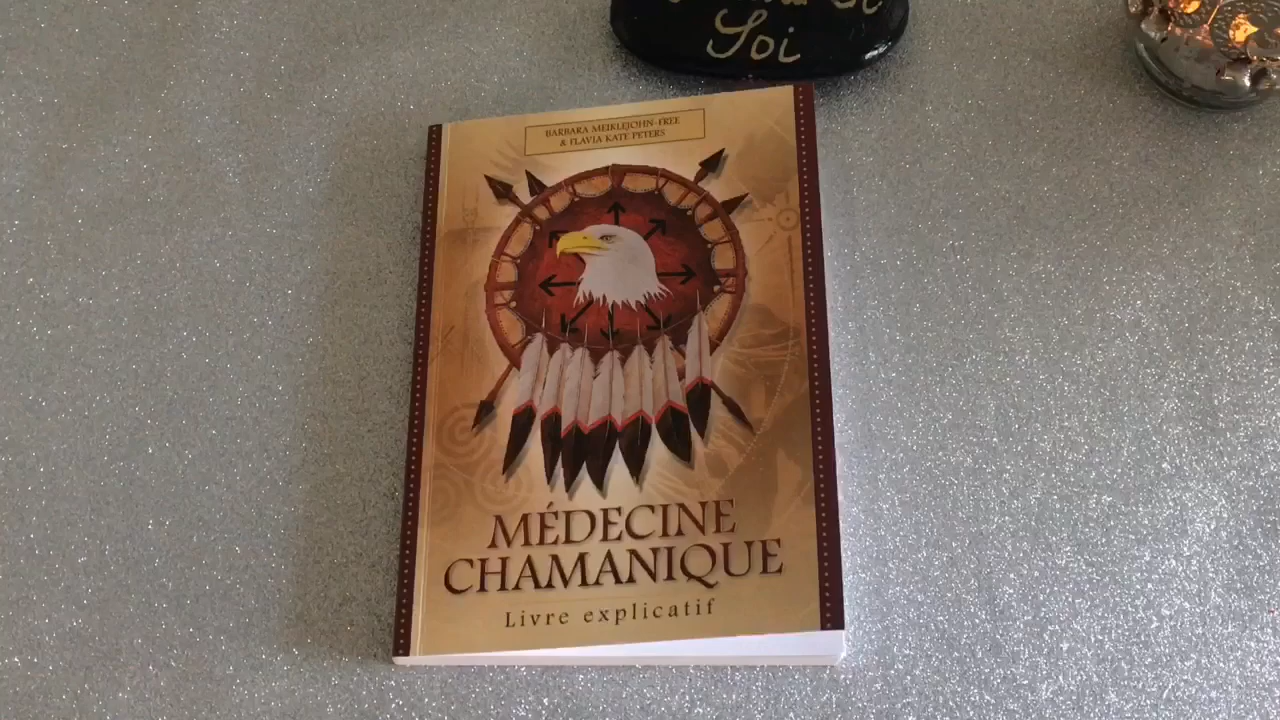 Soi
BARBARA MEIKLEJOHN-FREE
& FLAVIA KATE PETERS
MÉDECINE
CHAMANIQUE
Livre explicatif